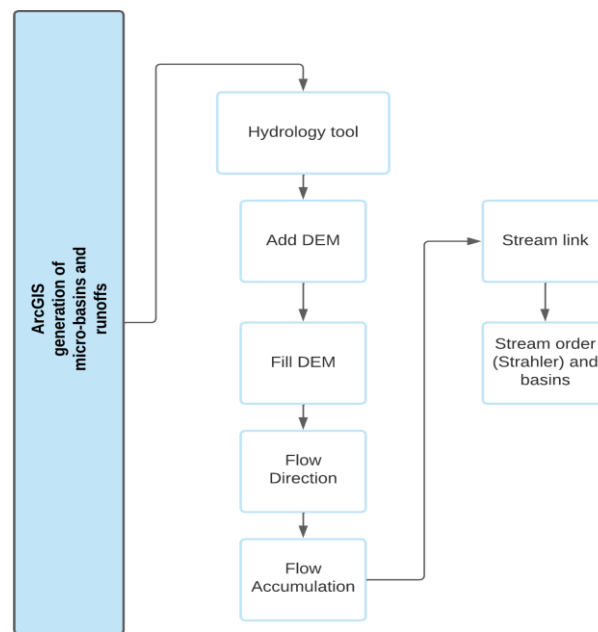 ArcGIS
generation of
micro-basins and
runoffs
Hydrology tool
Add DEM
Fill DEM
Flow
Direction
Flow
Accumulation
Stream link
Stream order
(Strahler) and
basins